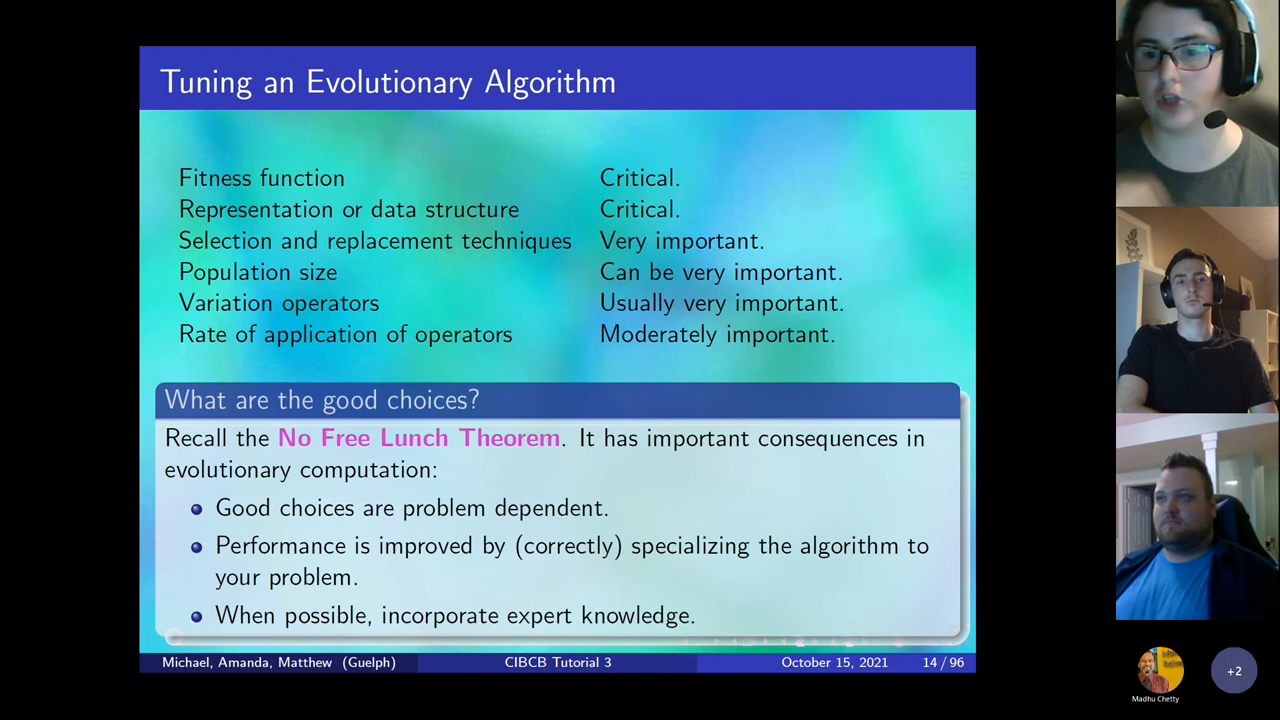 Tuning an Evolutionary Algorithm
Fitness function Critical.
Representation or data structure Critical.
Selection and replacement techniques Very important.
Population size Can be very important.
Variation operators Usually very important.
Rate of application of operators Moderately important.
What are the good choices?
Recall the No Free Lunch Theorem. It has important consequences in
evolutionary computation:
Good choices are problem dependent.
Performance is improved by (correctly) specializing the algorithm to
your problem.
When possible, incorporate expert knowledge.
Michael, Amanda, Matthew (Guelph) CIBCB Tutorial 3 October 15, 2021 14 / 96
Madhu Chetty
+2